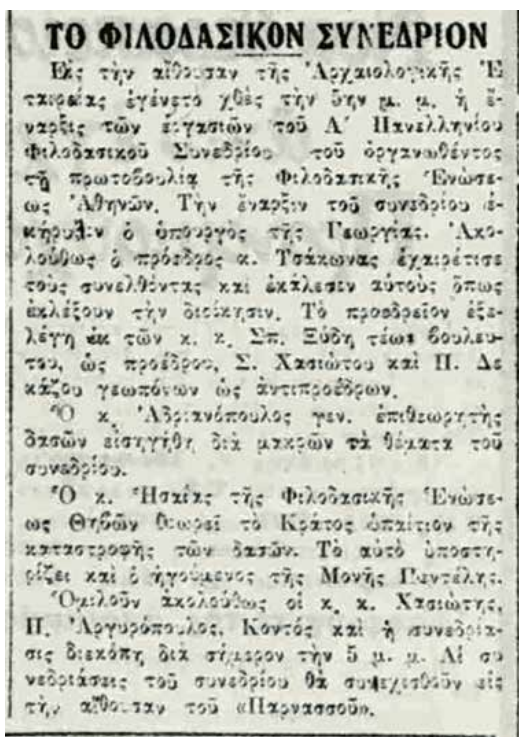 ΤΟ ΦΙΛΟΔΑΣΙΚΟΝ ΣΥΝΕΔΡΙΟΝ
Εἰς τὴν αἴθουσαν τῆς Ἀρχαιολογικῆς Ἑ
ταιρείας ἐγένετο χθὲς τὴν 5ην μ. μ. ἡ ἔ-
ναρξις τῶν ἐργασιῶν τοῦ Α΄ Πανελληνίου
Φιλοδασικοῦ Συνεδρίου τοῦ ὀργανωθέντος
τῇ πρωτοβουλίᾳ τῆς Φιλοδασικῆς Ἑνώσε-
ως Ἀθηνῶν. Τὴν ἔναρξιν τοῦ συνεδρίου ἐ-
κήρυξεν ὁ ὑπουργὸς τῆς Γεωργίας. Ἀκο-
λούθως ὁ πρόεδρος κ. Τσάκωνας ἐχαιρέτισε
τοὺς συνελθόντας καὶ ἐκάλεσεν αὐτοὺς ὅπως
ἐκλέξουν τὴν διοίκησιν. Τὸ προεδρεῖον ἐξε-
λέγη ἐκ τῶν κ. κ. Σπ. Ξύδη τέως βουλευ-
τοῦ, ὡς προέδρου, Σ. Χασιώτου καὶ Π. Δε
κάζου γεωπόνων ὡς ἀντιπροέδρων.
Ὁ κ. Ἀδριανόπουλος γεν. ἐπιθεωρητὴς
δασῶν εἰσηγήθη διὰ μακρῶν τὰ θέματα τοῦ
συνεδρίου.
Ὁ κ. Ἡσαΐας τῆς Φιλοδασικῆς Ἑνώσε-
ως Θηβῶν θεωρεῖ τὸ Κράτος ὑπαίτιον τῆς
καταστροφῆς τῶν δασῶν. Τὸ αὐτὸ ὑποστη-
ρίζει καὶ ὁ ἡγούμενος τῆς Μονῆς Πεντέλης.
Ὁμιλοῦν ἀκολούθως οἱ κ. κ. Χασιώτης,
Π. Ἀργυρόπουλος, Κοντὸς καὶ ἡ συνεδρία-
σις διεκόπη διὰ σήμερον τὴν 5 μ. μ. Αἱ συ
νεδριάσεις τοῦ συνεδρίου θὰ συνεχισθοῦν εἰς
τὴν αἴθουσαν τοῦ «Παρνασσοῦ».